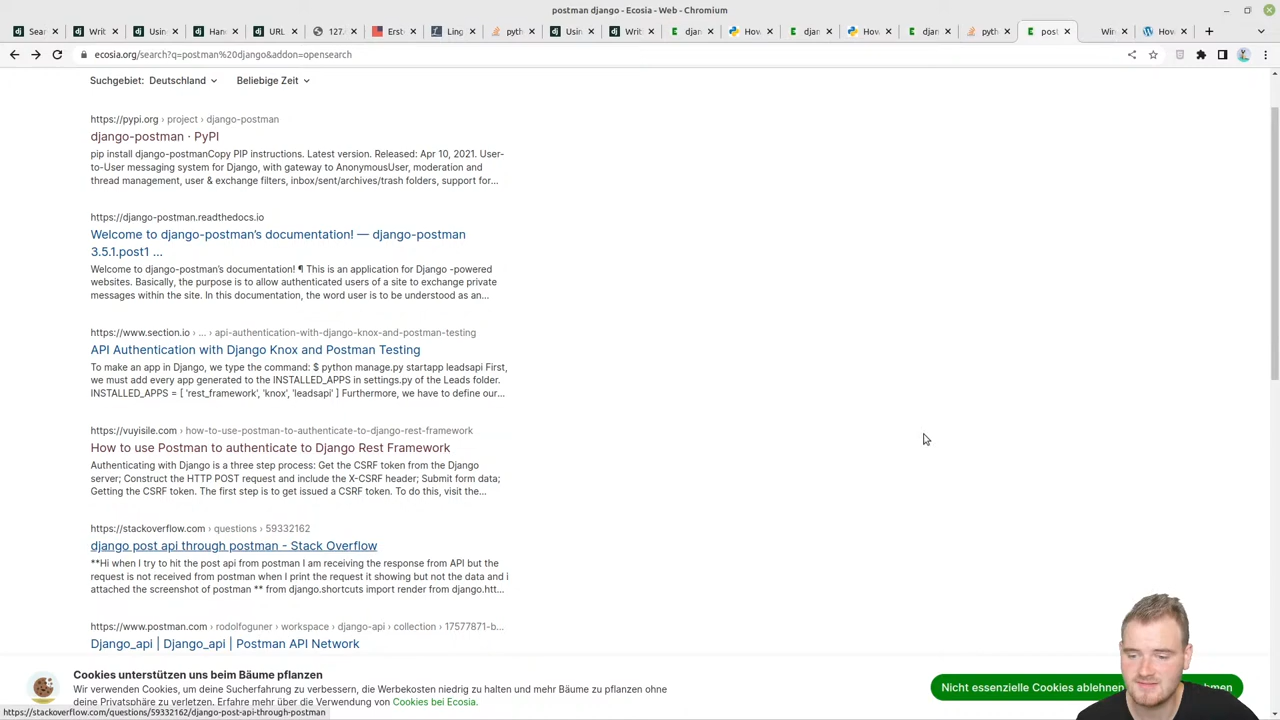 postman django - Ecosia - Web - Chromium
Sear
Writ
Usin
Han
URL
127.
Erst
Ling
pyth
Usin
Writ
djan
How
djan
How
djan
pyth
post
Win
How
ecosia.org/search?q=postman%20django&addon=opensearch
Suchgebiet: Deutschland Beliebige Zeit
https://pypi.org › project › django-postman
django-postman · PyPI
pip install django-postmanCopy PIP instructions. Latest version. Released: Apr 10, 2021. User-
to-User messaging system for Django, with gateway to AnonymousUser, moderation and
thread management, user & exchange filters, inbox/sent/archives/trash folders, support for...
https://django-postman.readthedocs.io
Welcome to django-postman's documentation! — django-postman
3.5.1.post1 ...
Welcome to django-postman's documentation! ¶ This is an application for Django -powered
websites. Basically, the purpose is to allow authenticated users of a site to exchange private
messages within the site. In this documentation, the word user is to be understood as an...
https://www.section.io › ... › api-authentication-with-django-knox-and-postman-testing
API Authentication with Django Knox and Postman Testing
To make an app in Django, we type the command: $ python manage.py startapp leadsapi First,
we must add every app generated to the INSTALLED_APPS in settings.py of the Leads folder.
INSTALLED_APPS = [ 'rest_framework', 'knox', 'leadsapi' ] Furthermore, we have to define our...
https://vuyisile.com › how-to-use-postman-to-authenticate-to-django-rest-framework
How to use Postman to authenticate to Django Rest Framework
Authenticating with Django is a three step process: Get the CSRF token from the Django
server; Construct the HTTP POST request and include the X-CSRF header; Submit form data;
Getting the CSRF token. The first step is to get issued a CSRF token. To do this, visit the...
https://stackoverflow.com › questions › 59332162
django post api through postman - Stack Overflow
**Hi when I try to hit the post api from postman I am receiving the response from API but the
request is not received from postman when I print the request it showing but not the data and i
attached the screenshot of postman ** from django.shortcuts import render from django.htt...
https://www.postman.com › rodolfoguner › workspace › django-api › collection › 17577871-b...
Django_api | Django_api | Postman API Network
Cookies unterstützen uns beim Bäume pflanzen
Wir verwenden Cookies, um deine Sucherfahrung zu verbessern, die Werbekosten niedrig zu halten und mehr Bäume zu pflanzen ohne
deine Privatsphäre zu verletzen. Erfahre mehr über die Verwendung von Cookies bei Ecosia.
Nicht essenzielle Cookies ablehnen
https://stackoverflow.com/questions/59332162/django-post-api-through-postman